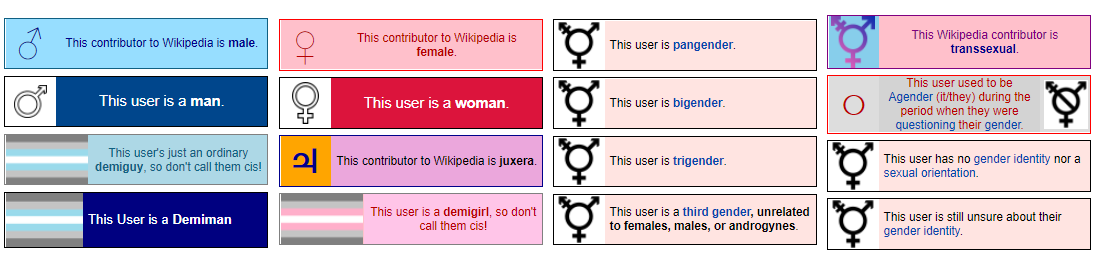 This contributor to Wikipedia is male.
This user is a man.
This user's just an ordinary
demiguy, so don't call them cis!
This User is a Demiman
This contributor to Wikipedia is
female.
This user is a woman.
This contributor to Wikipedia is juxera.
This user is a demigirl, so don't
call them cis!
This user is pangender.
This user is bigender.
This user is trigender.
This user is a third gender, unrelated
to females, males, or androgynes.
This Wikipedia contributor is
transsexual.
This user used to be
Agender (it/they) during the
period when they were
questioning their gender.
This user has no gender identity nor a
sexual orientation.
This user is still unsure about their
gender identity.